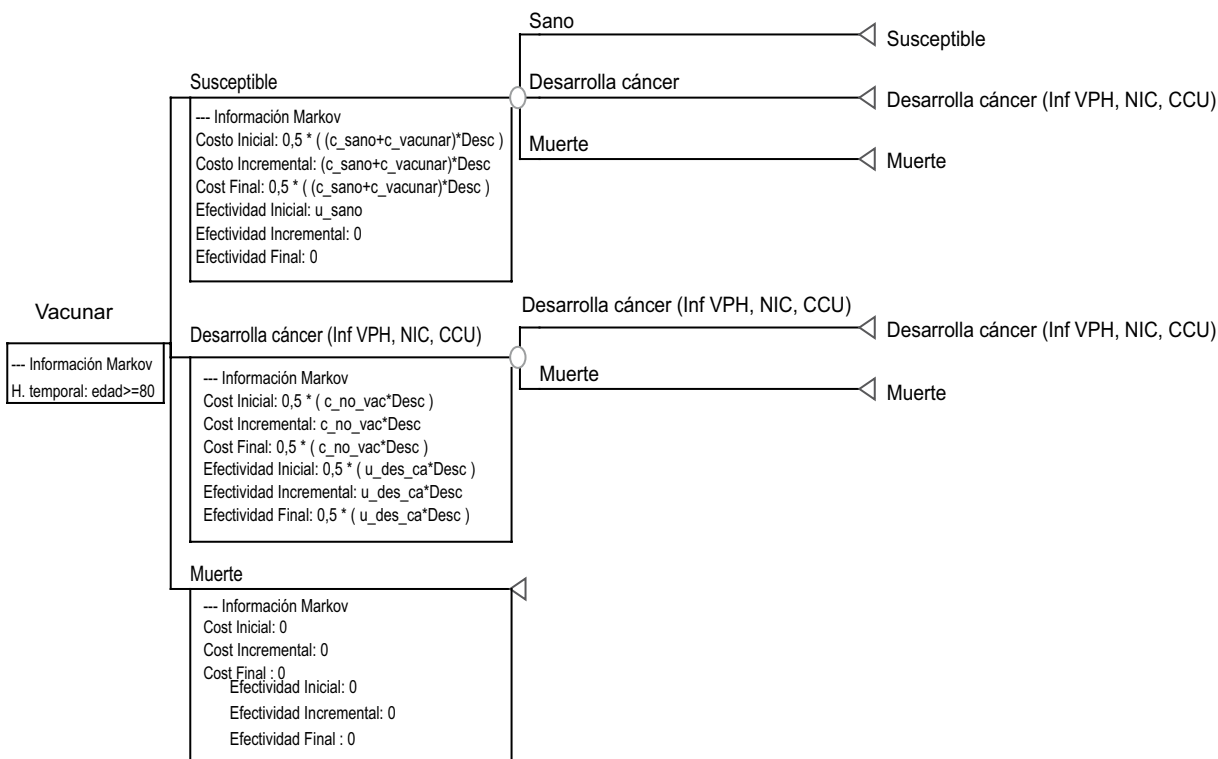 Sano
Susceptible
Susceptible
Desarrolla cáncer
Desarrolla cáncer (Inf VPH, NIC, CCU)
--- Información Markov
Costo Inicial: 0,5 * ( (c_sano+c_vacunar)*Desc )
Costo Incremental: (c_sano+c_vacunar)*Desc
Cost Final: 0,5 * ( (c_sano+c_vacunar)*Desc )
Efectividad Inicial: u_sano
Efectividad Incremental: 0
Efectividad Final: 0
Muerte
Muerte
Vacunar
--- Información Markov
H. temporal: edad>=80
Desarrolla cáncer (Inf VPH, NIC, CCU)
Desarrolla cáncer (Inf VPH, NIC, CCU)
Desarrolla cáncer (Inf VPH, NIC, CCU)
--- Información Markov
Cost Inicial: 0,5 * ( c_no_vac*Desc )
Cost Incremental: c_no_vac*Desc
Cost Final: 0,5 * ( c_no_vac*Desc )
Efectividad Inicial: 0,5 * ( u_des_ca*Desc )
Efectividad Incremental: u_des_ca*Desc
Efectividad Final: 0,5 * ( u_des_ca*Desc )
Muerte
Muerte
Muerte
--- Información Markov
Cost Inicial: 0
Cost Incremental: 0
Cost Final : 0
Efectividad Inicial: 0
Efectividad Incremental: 0
Efectividad Final : 0